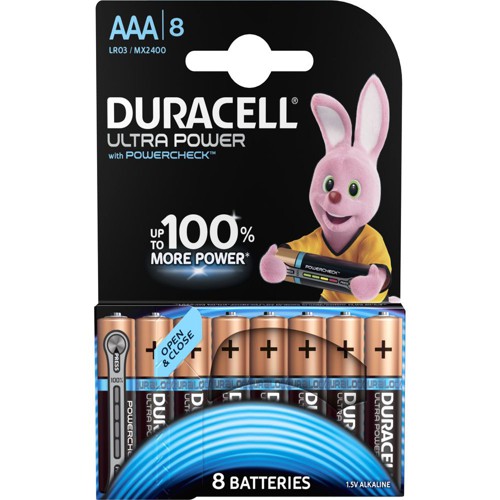 AAA 8
LR03 / MX2400
DURACELL®
ULTRA POWER
with POWERCHECK™
UP TO 100%
MORE POWER*
POWERCHECK
OPEN & CLOSE
PRESS
100%
POWERCHECK
DURACELL
ULTRA POWER
8 BATTERIES
1.5V ALKALINE